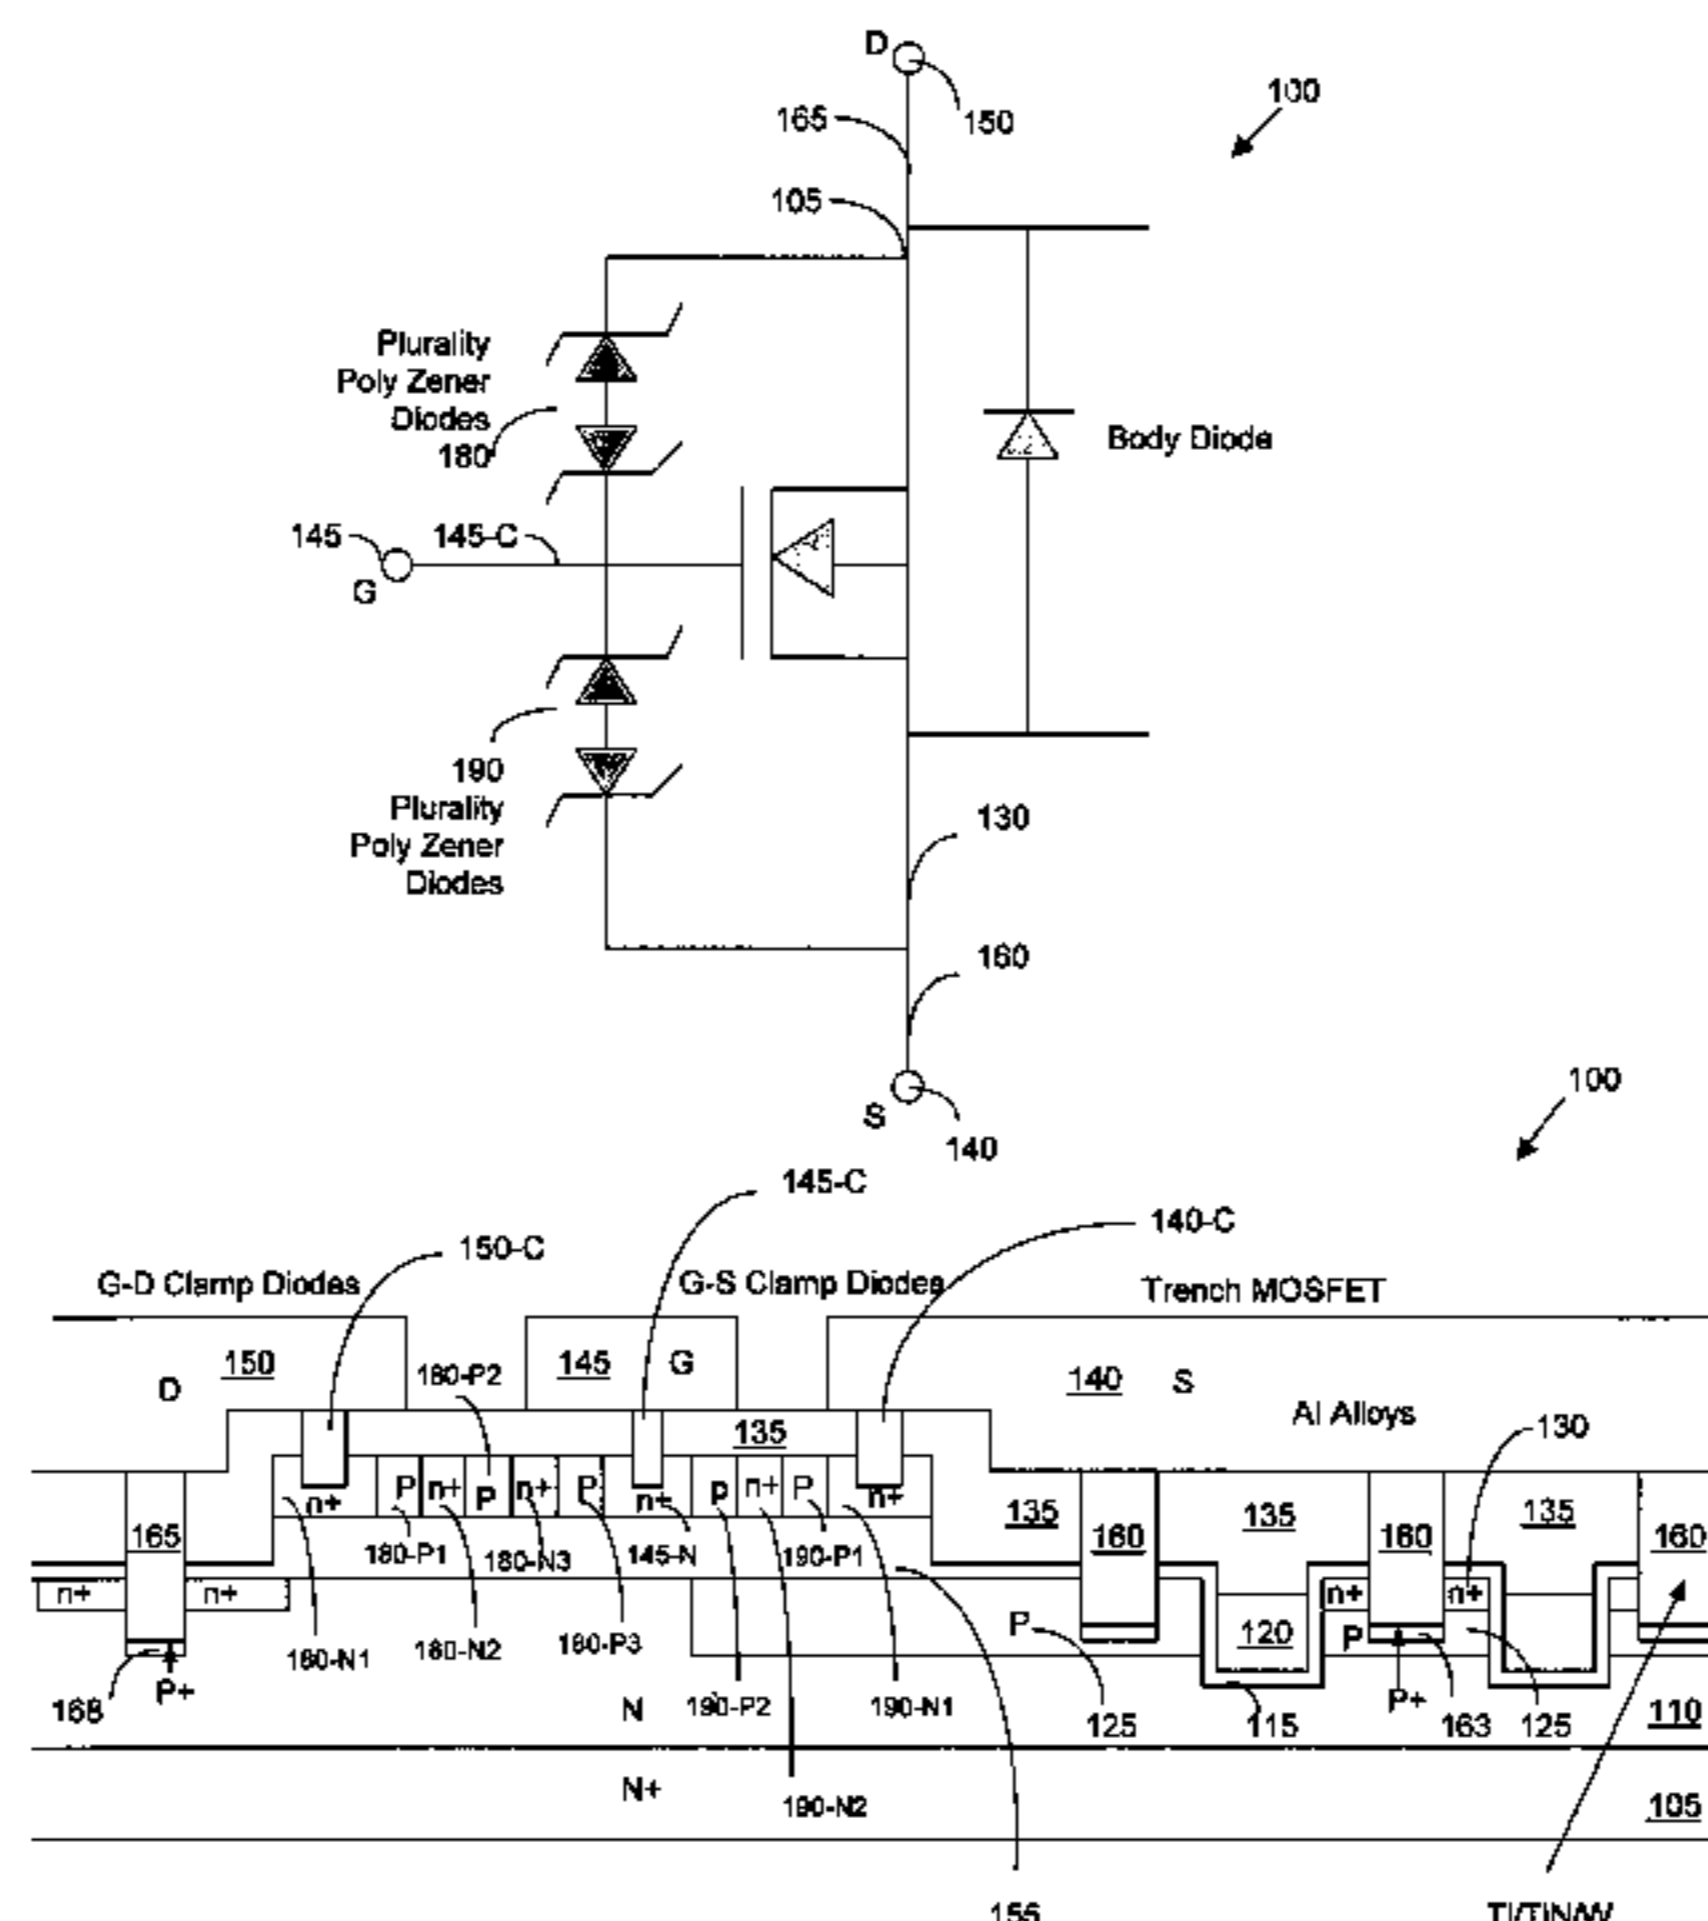 D
150
100
165
105
Plurality
Poly Zener
Diodes
180
Body Diode
145
145-C
G
190
Plurality
Poly Zener
Diodes
130
160
S
140
100
145-C
140-C
150-C
G-D Clamp Diodes
G-S Clamp Diodes
Trench MOSFET
150
D
180-P2
145
G
140
S
Al Alloys
135
130
n+
P
n+
P
n+
P
n+
p
n+
P
n+
165
135
160
135
160
135
160
180-P1
180-N3
145-N
190-P1
n+
n+
n+
n+
180-N1
180-N2
180-P3
P
120
P
168
P+
N
190-P2
190-N1
125
115
P+
163
125
110
N+
190-N2
105
155
Ti/TiN/W